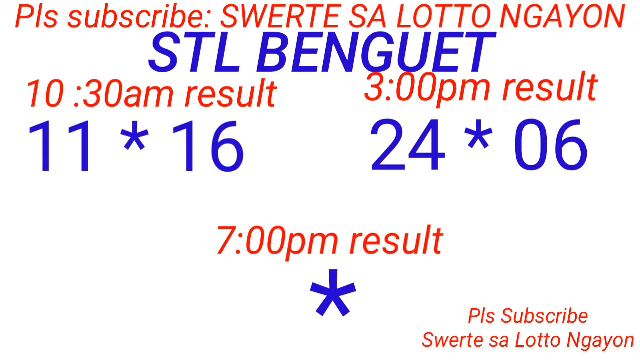 Pls subscribe: SWERTE SA LOTTO NGAYON
STL BENGUET
10 :30am result
3:00pm result
11 * 16
24 * 06
7:00pm result
*
Pls Subscribe
Swerte sa Lotto Ngayon